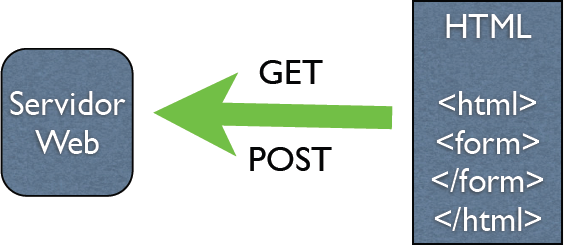 Servidor
Web
GET
POST
HTML
<html>
<form>
</form>
</html>